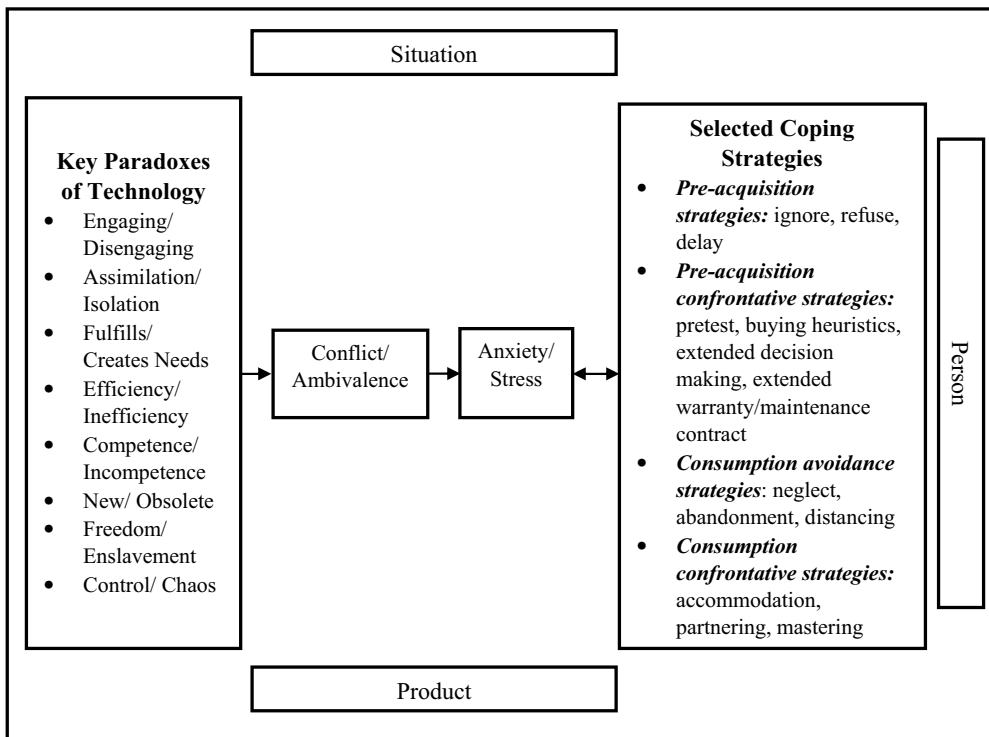 Situation
Key Paradoxes
of Technology
• Engaging/
Disengaging
• Assimilation/
Isolation
• Fulfills/
Creates Needs
• Efficiency/
Inefficiency
• Competence/
Incompetence
• New/ Obsolete
• Freedom/
Enslavement
• Control/ Chaos
Conflict/
Ambivalence
Anxiety/
Stress
Selected Coping
Strategies
• Pre-acquisition
strategies: ignore, refuse,
delay
• Pre-acquisition
confrontative strategies:
pretest, buying heuristics,
extended decision
making, extended
warranty/maintenance
contract
• Consumption avoidance
strategies: neglect,
abandonment, distancing
• Consumption
confrontative strategies:
accommodation,
partnering, mastering
Person
Product